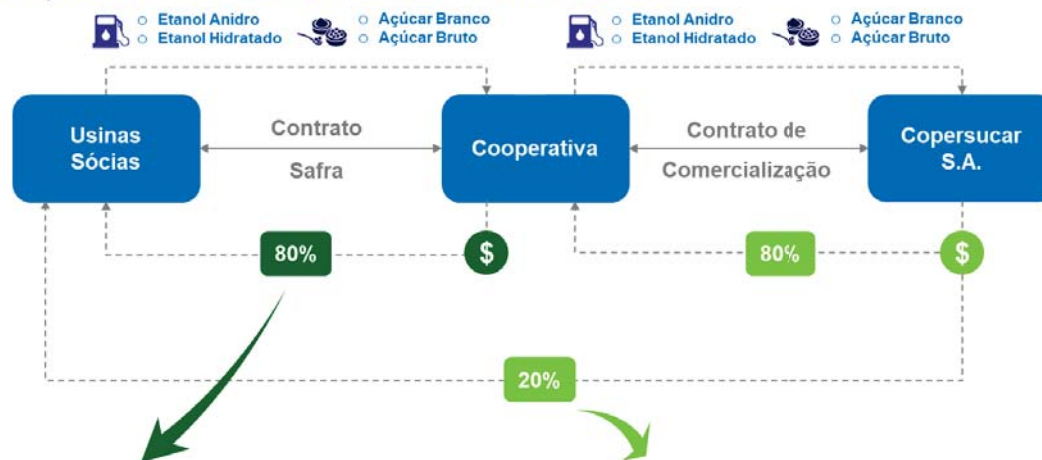 Etanol Anidro
Etanol Hidratado
Açúcar Branco
Açúcar Bruto
Etanol Anidro
Etanol Hidratado
Açúcar Branco
Açúcar Bruto
Usinas
Sócias
Contrato
Safra
Cooperativa
Contrato de
Comercialização
Copersucar
S.A.
80%
$
80%
$
20%